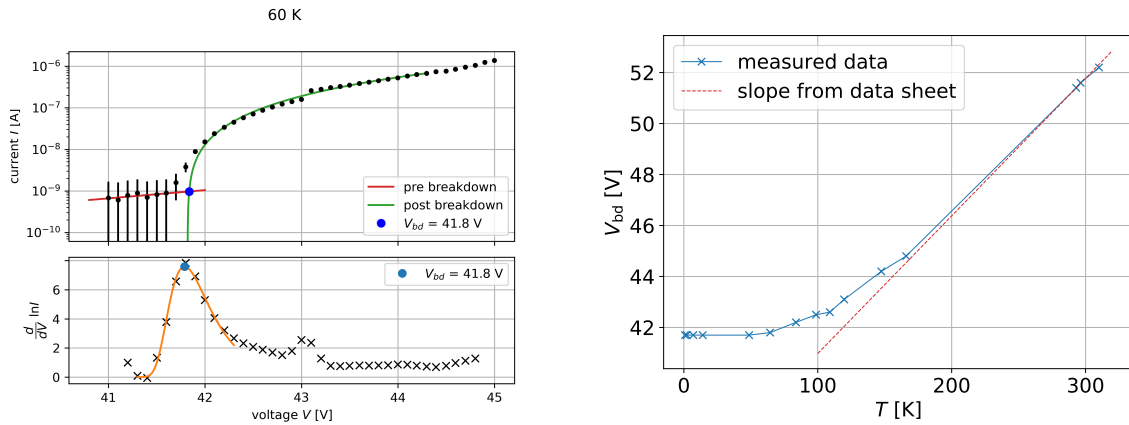 60 K
10⁻⁶
10⁻⁷
10⁻⁸
10⁻⁹
10⁻¹⁰
current I [A]
pre breakdown
post breakdown
V_bd = 41.8 V
6
4
2
0
d/dV lnI
V_bd = 41.8 V
41 42 43 44 45
voltage V [V]
measured data
slope from data sheet
52
50
48
46
44
42
V_bd [V]
0 100 200 300
T [K]